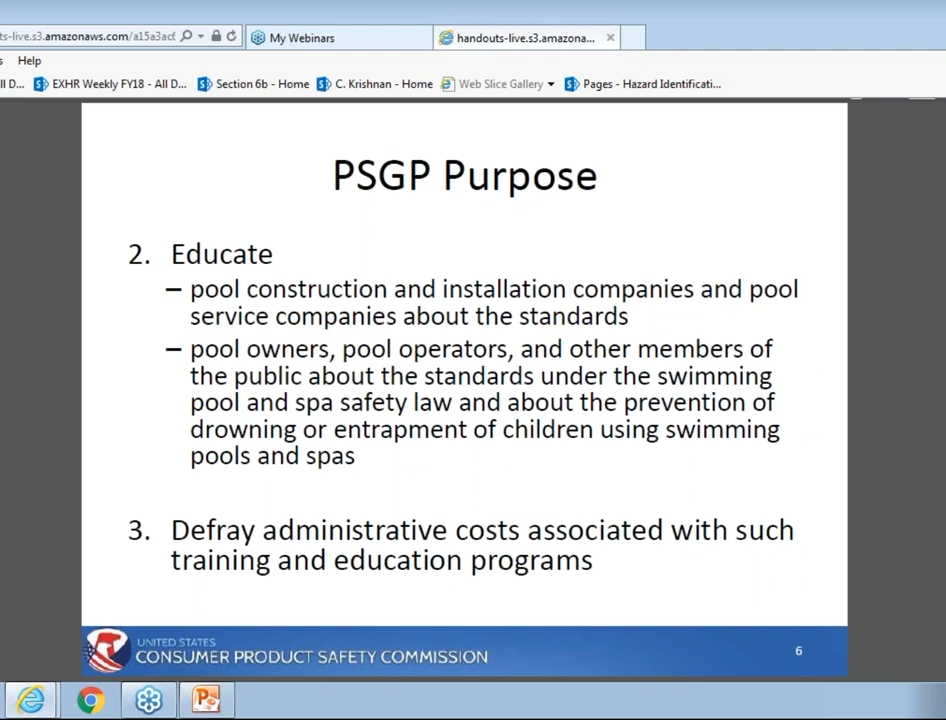 ts-live.s3.amazonaws.com/a15a3acf
My Webinars
handouts-live.s3.amazona...
Help
ll D...
EXHR Weekly FY18 - All D...
Section 6b - Home
C. Krishnan - Home
Web Slice Gallery
Pages - Hazard Identificati...
PSGP Purpose
2. Educate
– pool construction and installation companies and pool
service companies about the standards
– pool owners, pool operators, and other members of
the public about the standards under the swimming
pool and spa safety law and about the prevention of
drowning or entrapment of children using swimming
pools and spas
3. Defray administrative costs associated with such
training and education programs
UNITED STATES
CONSUMER PRODUCT SAFETY COMMISSION
6